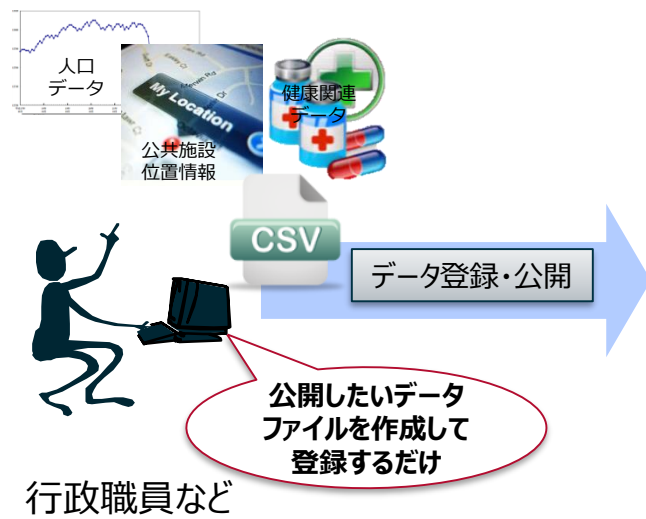 人口
データ
My Location
公共施設
位置情報
健康関連
データ
CSV
データ登録・公開
公開したいデータ
ファイルを作成して
登録するだけ
行政職員など